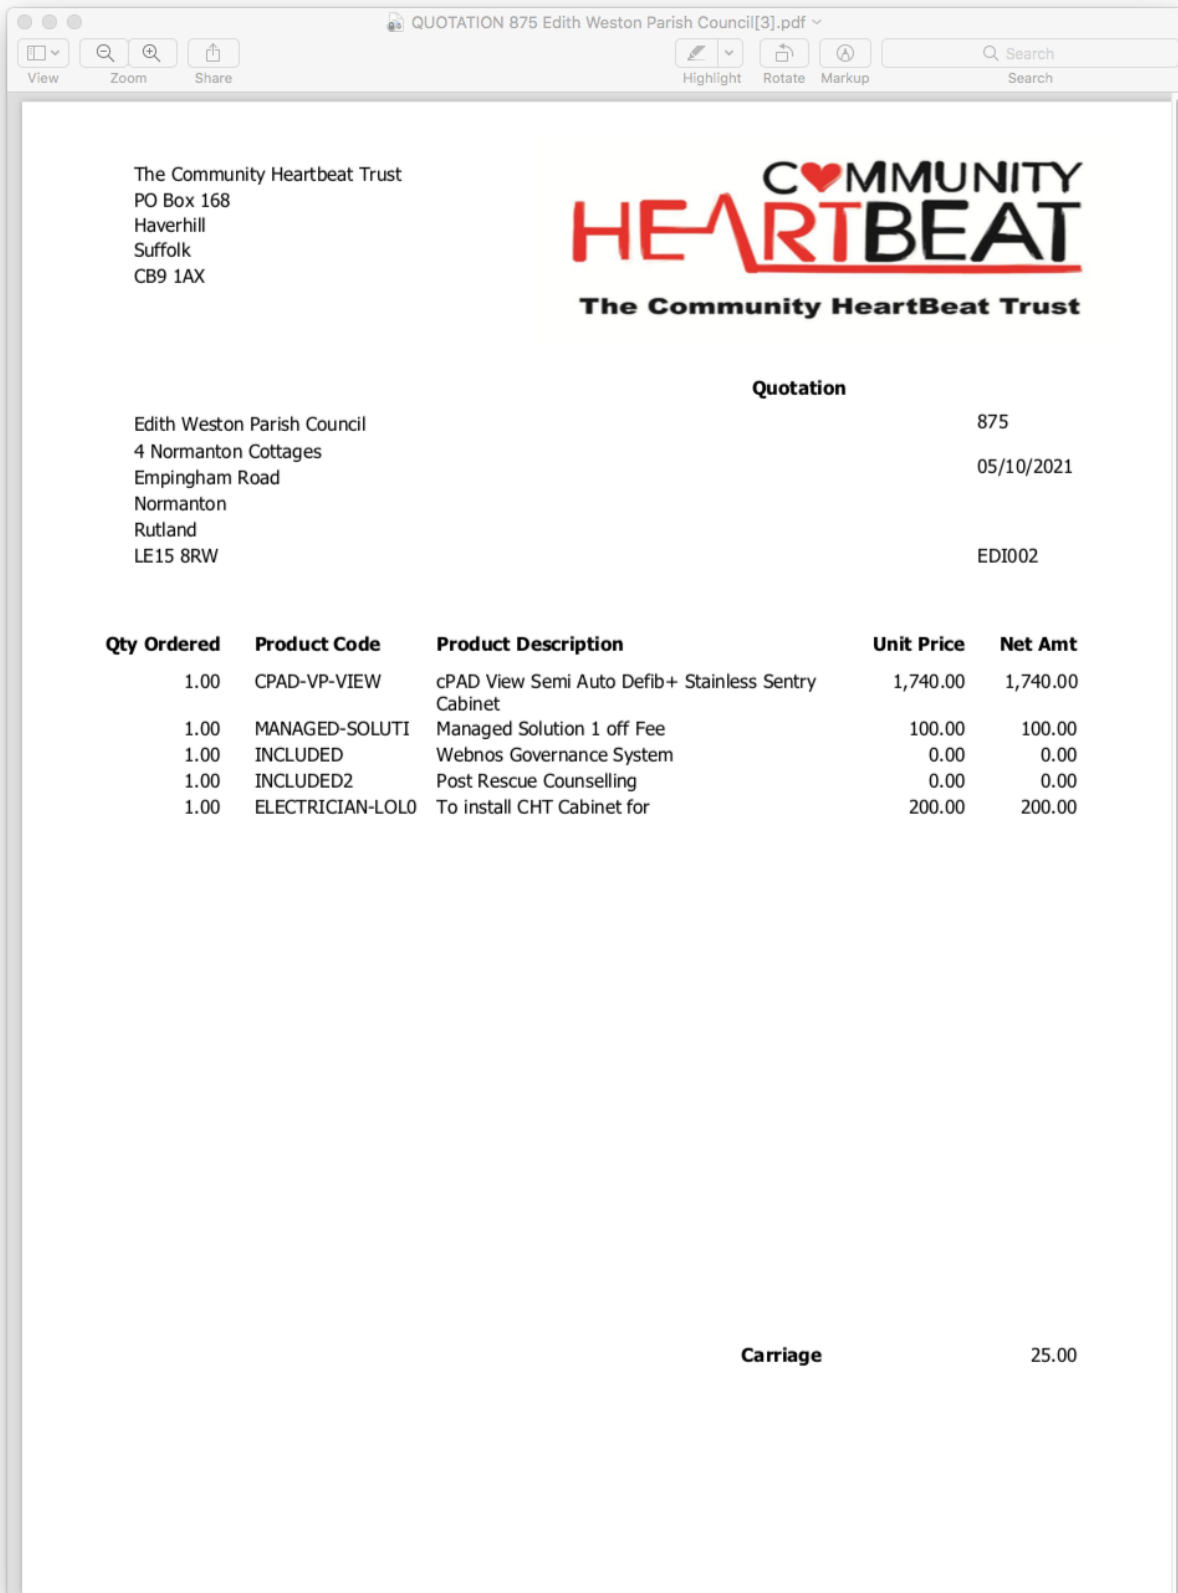 QUOTATION 875 Edith Weston Parish Council[3].pdf
View
Zoom
Share
Highlight
Rotate
Markup
Search
Search
The Community Heartbeat Trust
PO Box 168
Haverhill
Suffolk
CB9 1AX
COMMUNITY
HEARTBEAT
The Community HeartBeat Trust
Quotation
Edith Weston Parish Council
4 Normanton Cottages
Empingham Road
Normanton
Rutland
LE15 8RW
875
05/10/2021
EDI002
Qty Ordered Product Code Product Description Unit Price Net Amt
1.00 CPAD-VP-VIEW cPAD View Semi Auto Defib+ Stainless Sentry 1,740.00 1,740.00
Cabinet
1.00 MANAGED-SOLUTI Managed Solution 1 off Fee 100.00 100.00
1.00 INCLUDED Webnos Governance System 0.00 0.00
1.00 INCLUDED2 Post Rescue Counselling 0.00 0.00
1.00 ELECTRICIAN-LOL0 To install CHT Cabinet for 200.00 200.00
Carriage 25.00